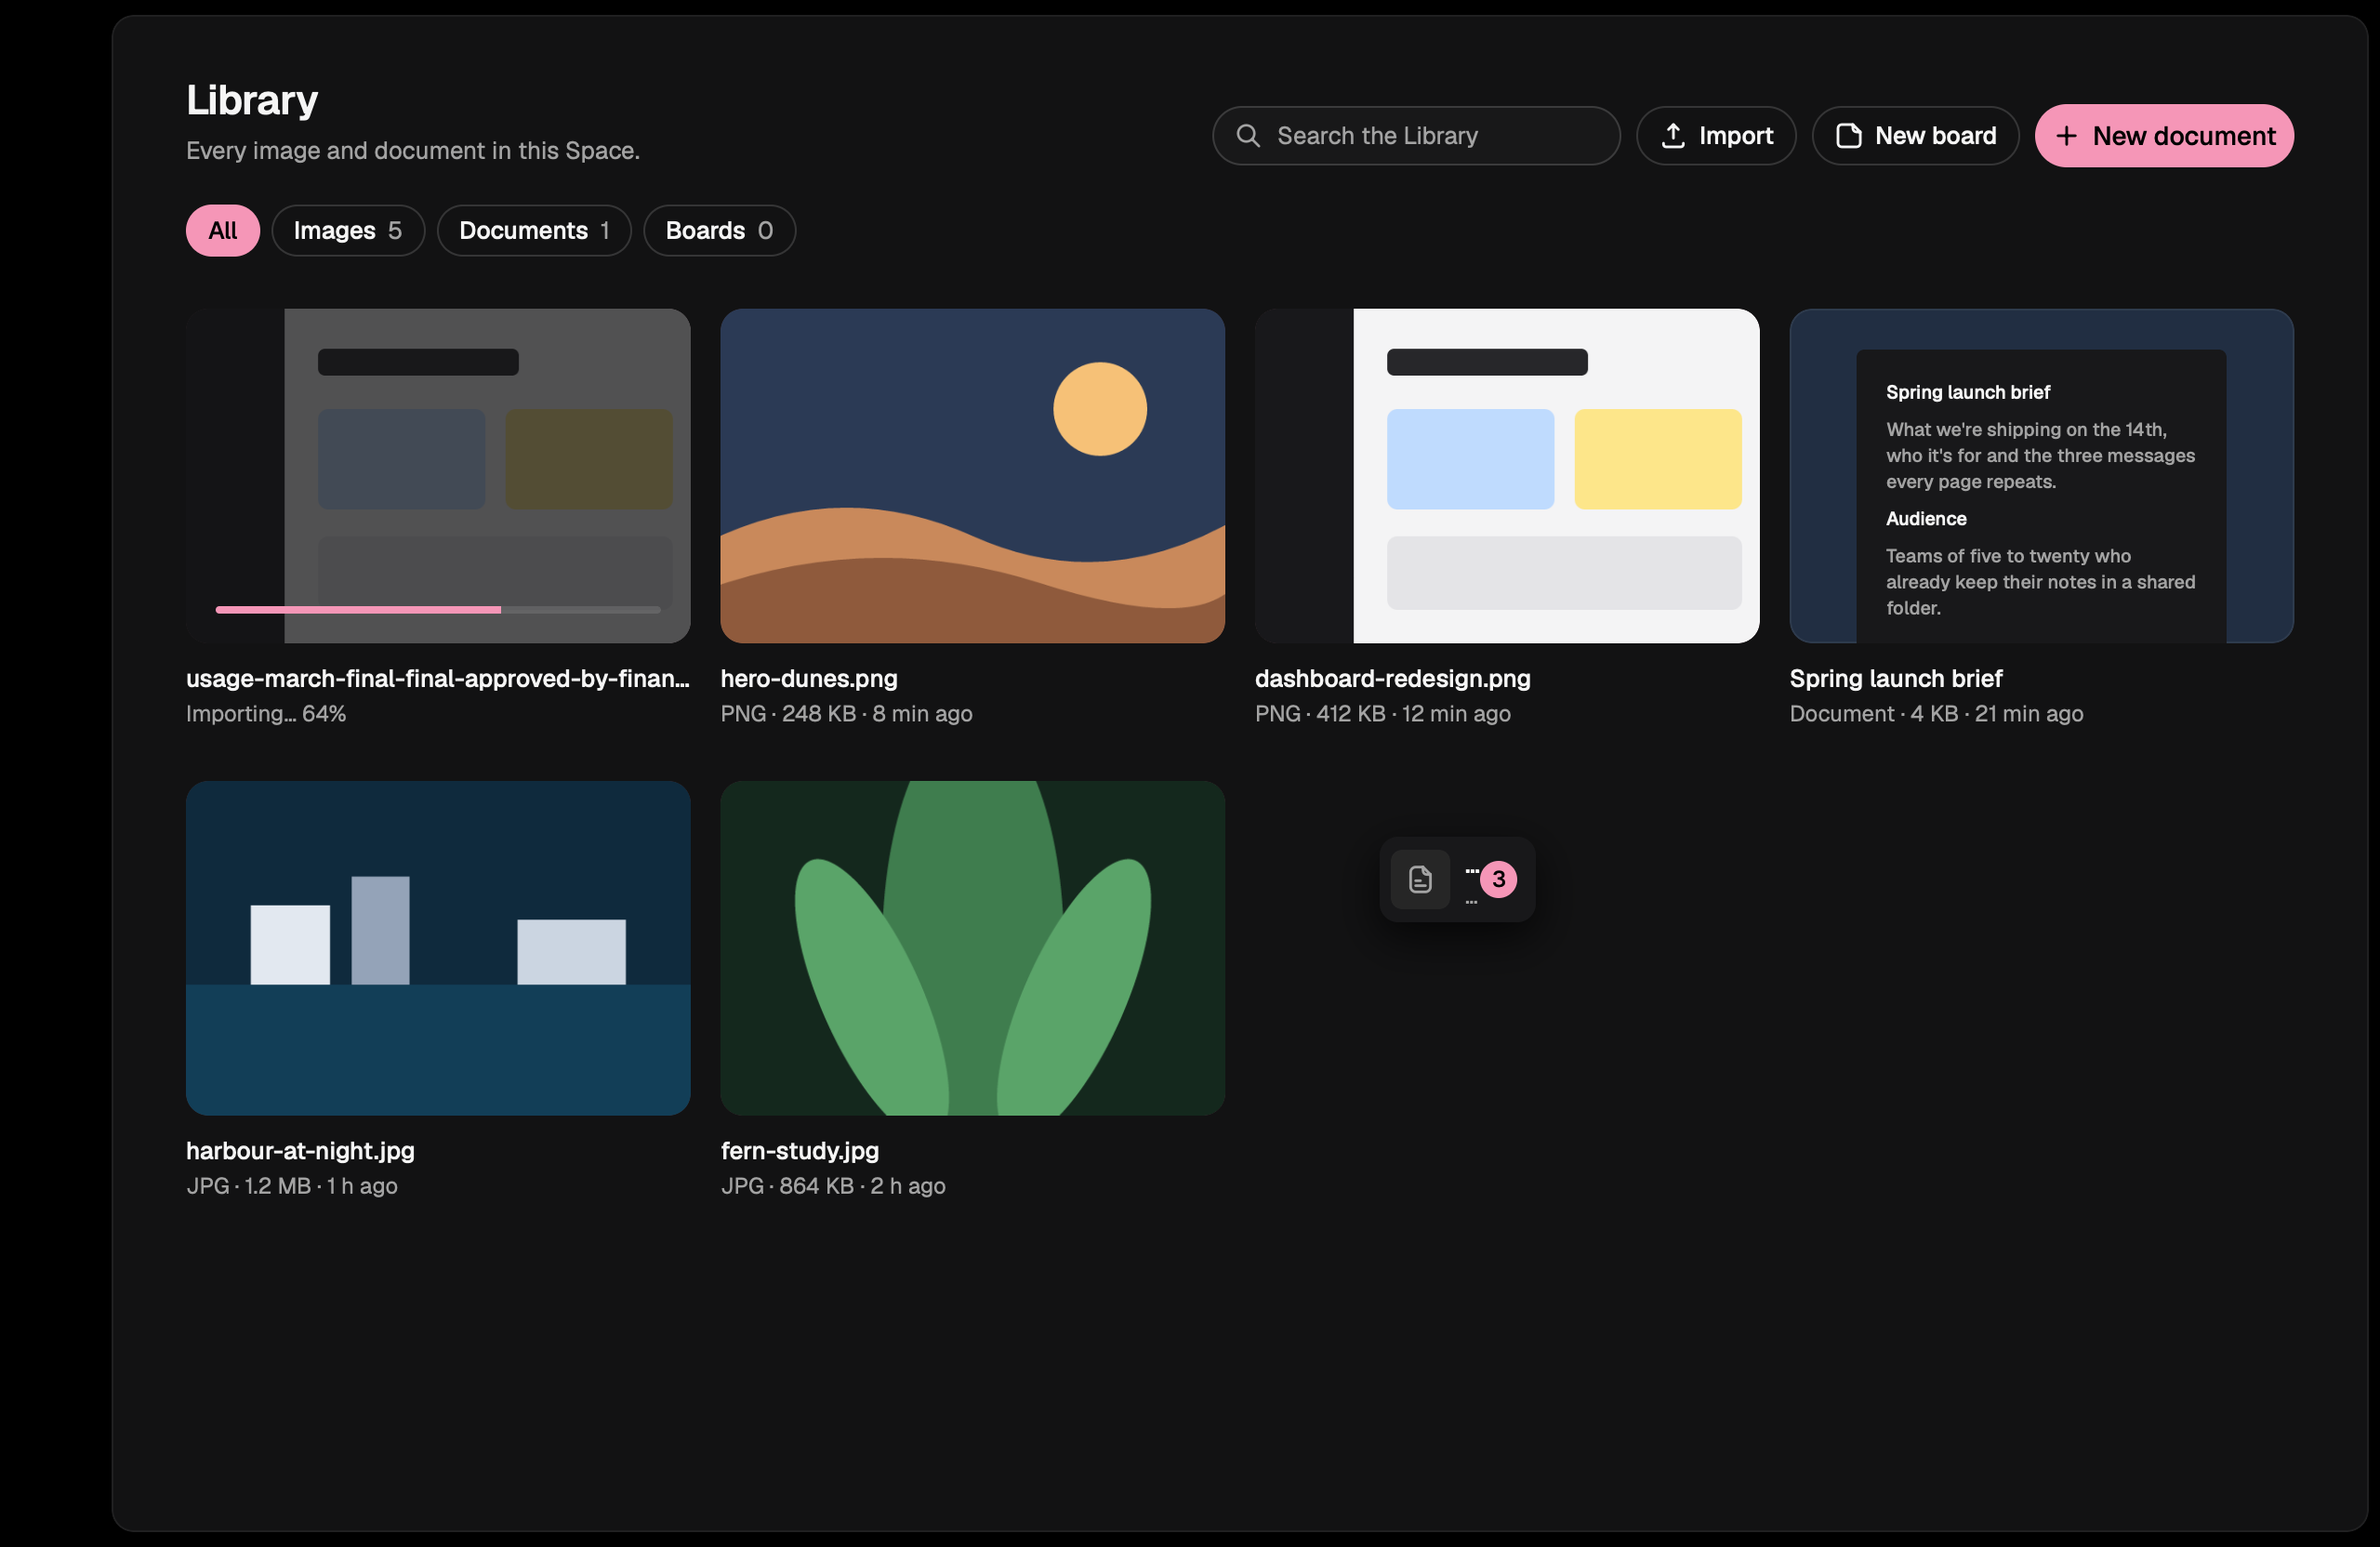 Library
Every image and document in this Space.
Search the Library
Import
New board
New document
All
Images 5
Documents 1
Boards 0
Spring launch brief
What we're shipping on the 14th,
who it's for and the three messages
every page repeats.
Audience
Teams of five to twenty who
already keep their notes in a shared
folder.
usage-march-final-final-approved-by-finan...
Importing... 64%
hero-dunes.png
PNG · 248 KB · 8 min ago
dashboard-redesign.png
PNG · 412 KB · 12 min ago
Spring launch brief
Document · 4 KB · 21 min ago
... 3
...
harbour-at-night.jpg
JPG · 1.2 MB · 1 h ago
fern-study.jpg
JPG · 864 KB · 2 h ago